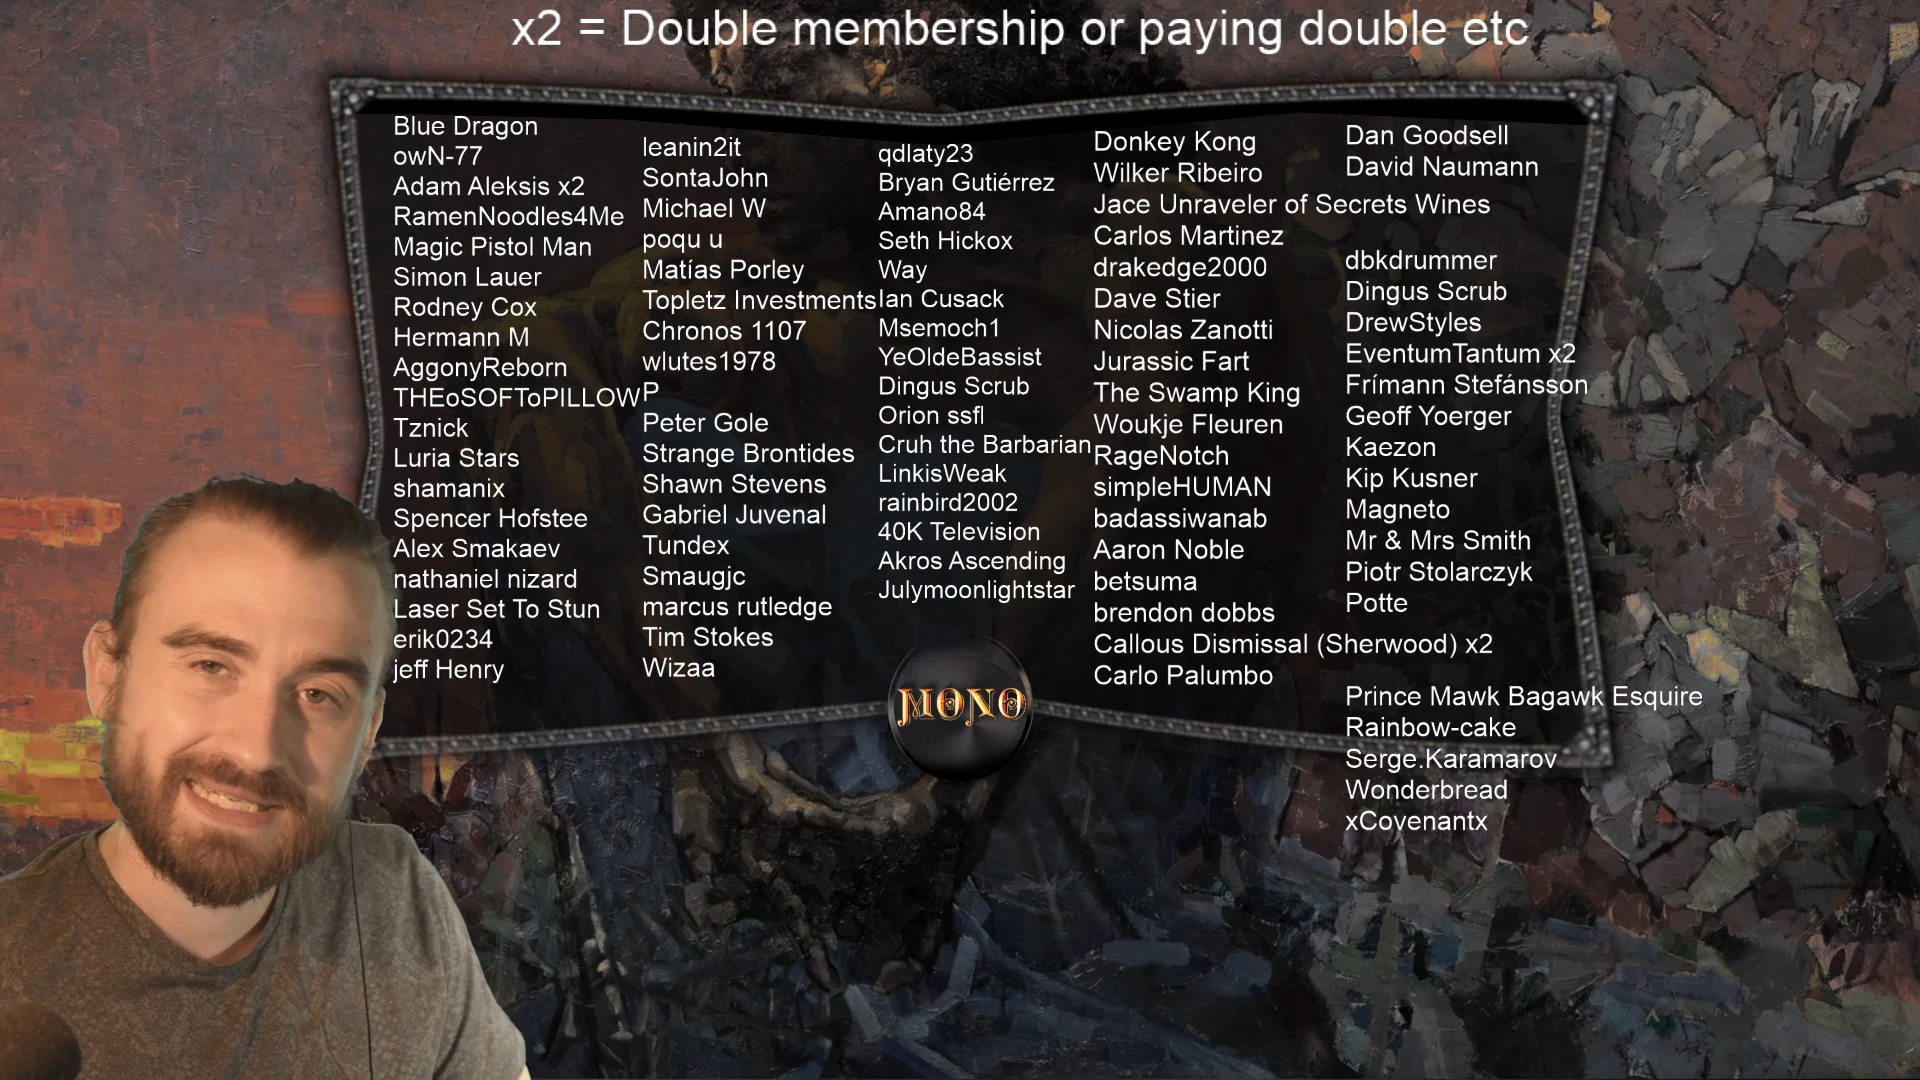 x2 = Double membership or paying double etc
Blue Dragon
owN-77
Adam Aleksis x2
RamenNoodles4Me
Magic Pistol Man
Simon Lauer
Rodney Cox
Hermann M
AggonyReborn
THEoSOFToPILLOW
Tznick
Luria Stars
shamanix
Spencer Hofstee
Alex Smakaev
nathaniel nizard
Laser Set To Stun
erik0234
jeff Henry
leanin2it
SontaJohn
Michael W
poqu u
Matías Porley
Topletz Investments
Chronos 1107
wlutes1978
P
Peter Gole
Strange Brontides
Shawn Stevens
Gabriel Juvenal
Tundex
Smaugjc
marcus rutledge
Tim Stokes
Wizaa
qdlaty23
Bryan Gutiérrez
Amano84
Seth Hickox
Way
Ian Cusack
Msemoch1
YeOldeBassist
Dingus Scrub
Orion ssfl
Cruh the Barbarian
LinkisWeak
rainbird2002
40K Television
Akros Ascending
Julymoonlightstar
MONO
Donkey Kong
Wilker Ribeiro
Jace Unraveler of Secrets Wines
Carlos Martinez
drakedge2000
Dave Stier
Nicolas Zanotti
Jurassic Fart
The Swamp King
Woukje Fleuren
RageNotch
simpleHUMAN
badassiwanab
Aaron Noble
betsuma
brendon dobbs
Callous Dismissal (Sherwood) x2
Carlo Palumbo
Dan Goodsell
David Naumann
dbkdrummer
Dingus Scrub
DrewStyles
EventumTantum x2
Frímann Stefánsson
Geoff Yoerger
Kaezon
Kip Kusner
Magneto
Mr & Mrs Smith
Piotr Stolarczyk
Potte
Prince Mawk Bagawk Esquire
Rainbow-cake
Serge.Karamarov
Wonderbread
xCovenantx